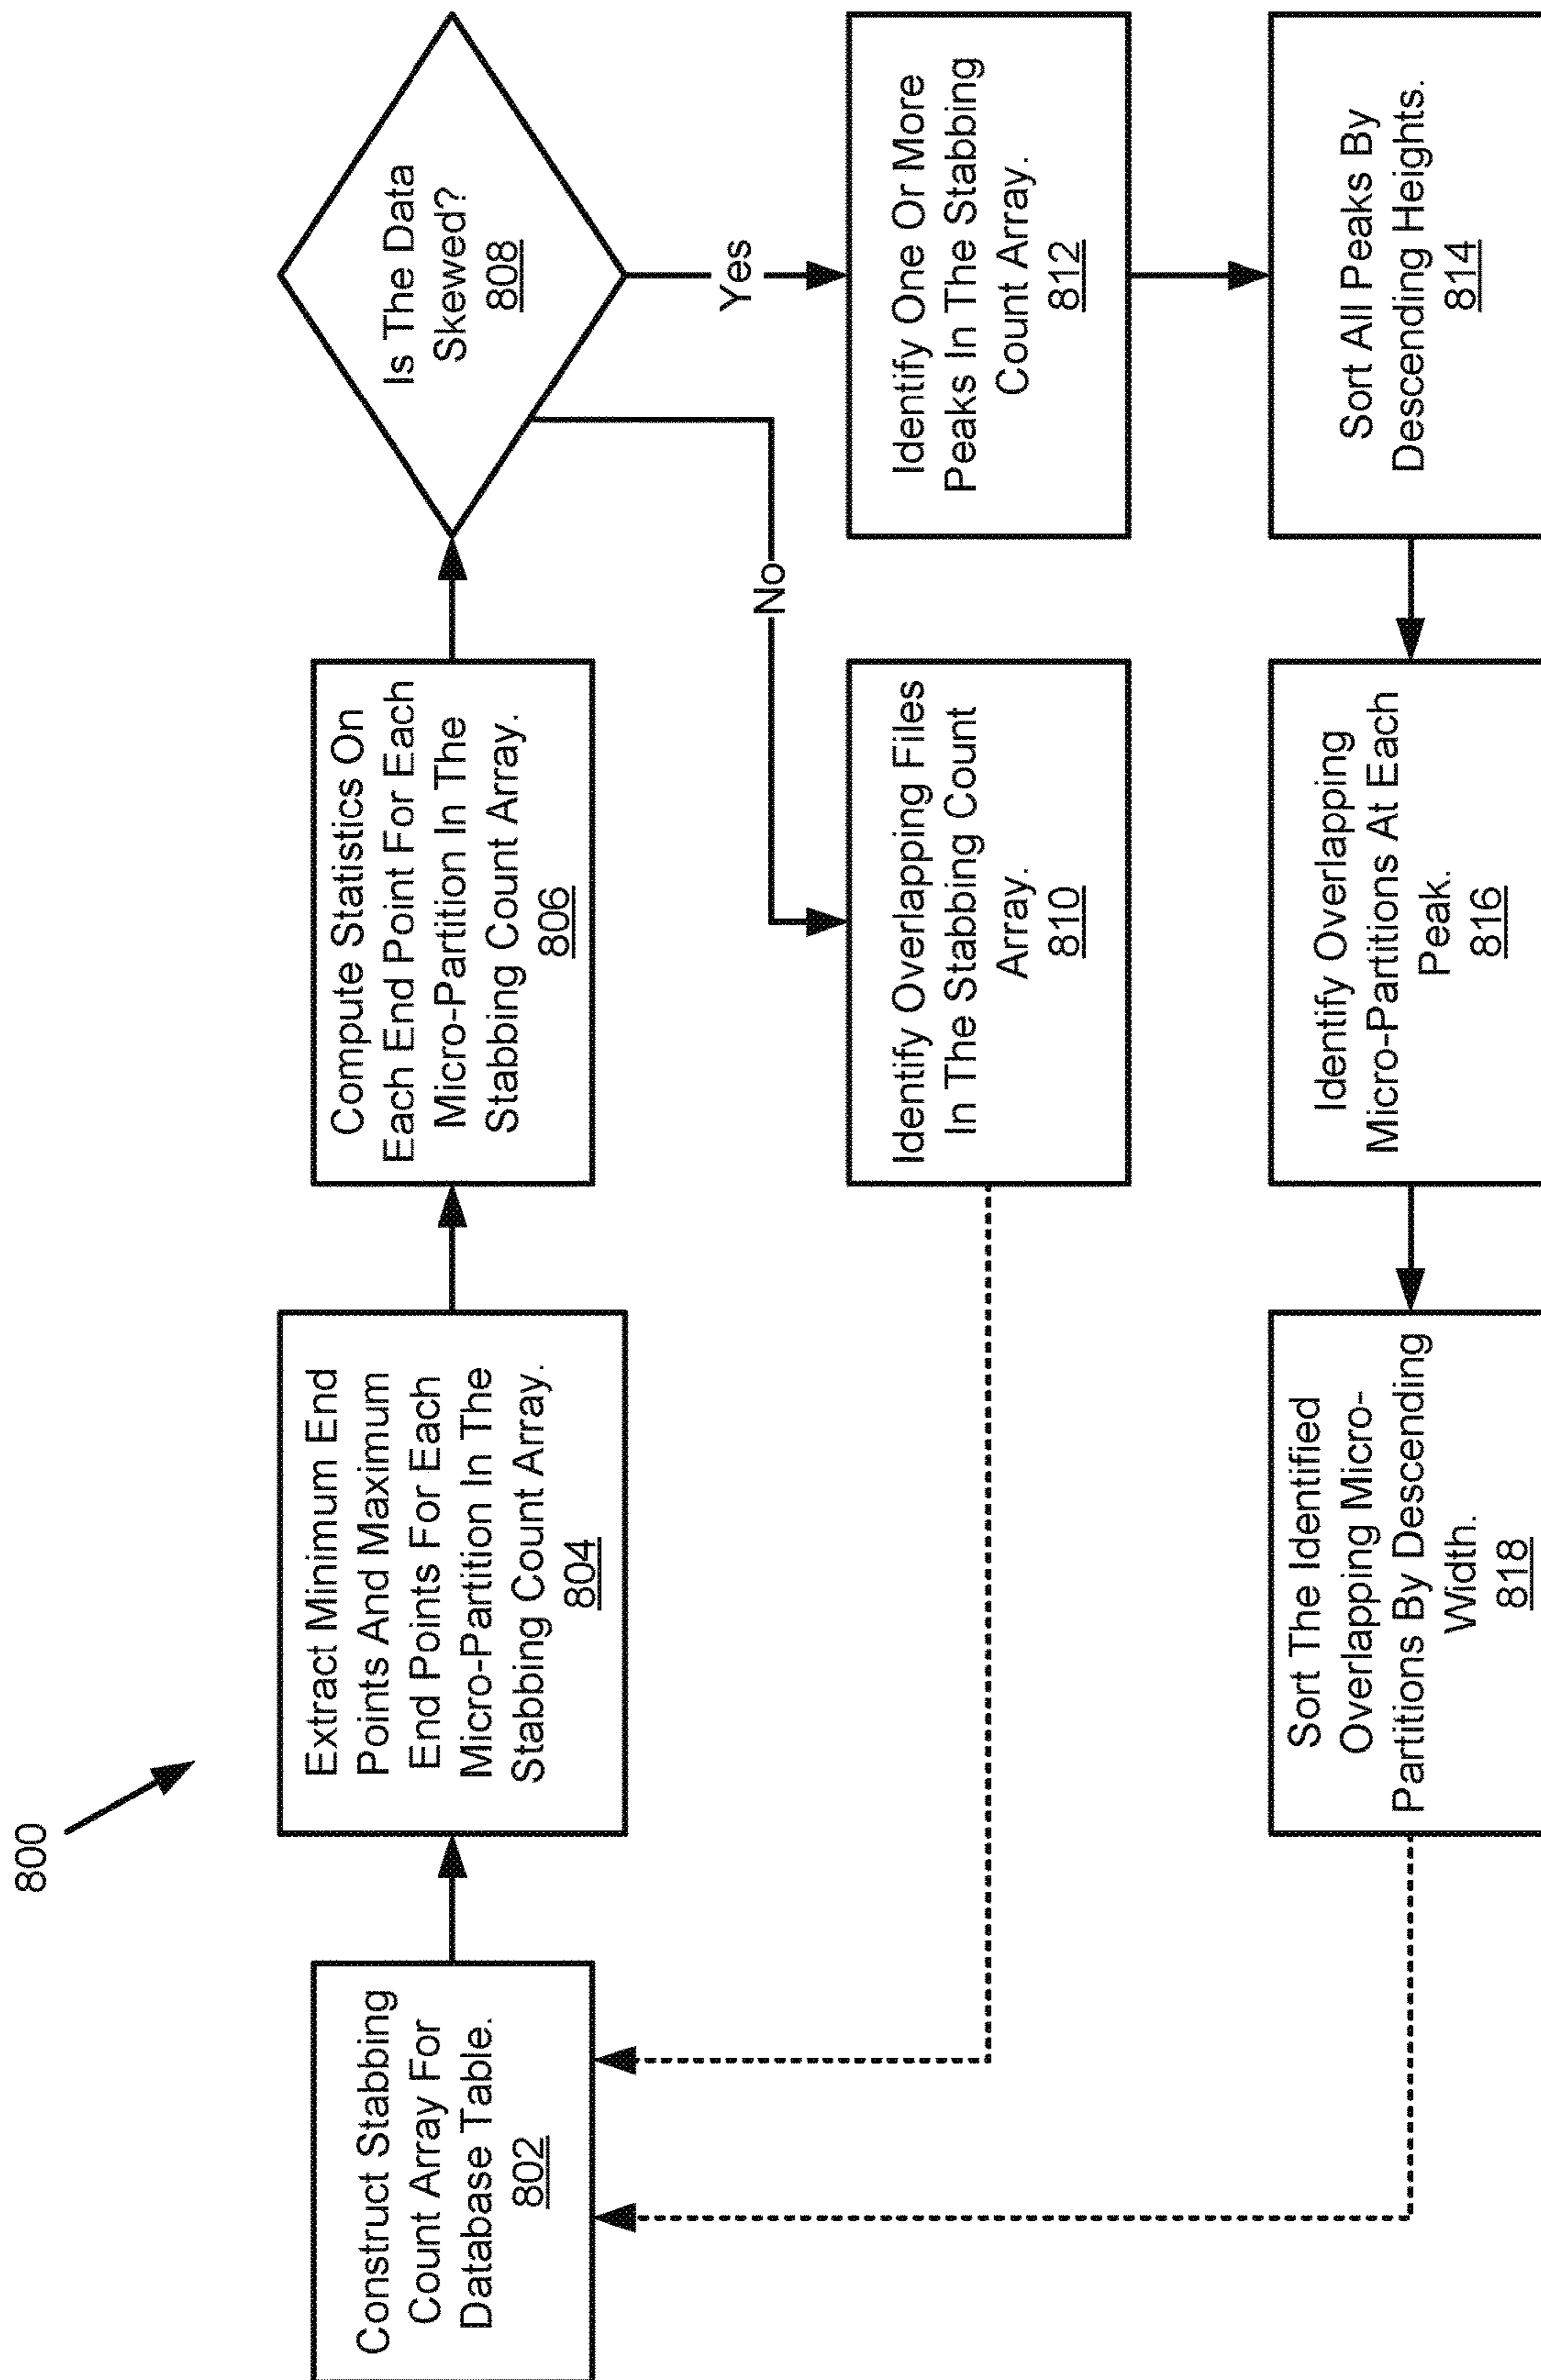 800
Construct Stabbing
Count Array For
Database Table.
802
Extract Minimum End
Points And Maximum
End Points For Each
Micro-Partition In The
Stabbing Count Array.
804
Compute Statistics On
Each End Point For Each
Micro-Partition In The
Stabbing Count Array.
806
Is The Data
Skewed?
808
No
Yes
Identify Overlapping Files
In The Stabbing Count
Array.
810
Identify One Or More
Peaks In The Stabbing
Count Array.
812
Sort All Peaks By
Descending Heights.
814
Identify Overlapping
Micro-Partitions At Each
Peak.
816
Sort The Identified
Overlapping Micro-
Partitions By Descending
Width.
818